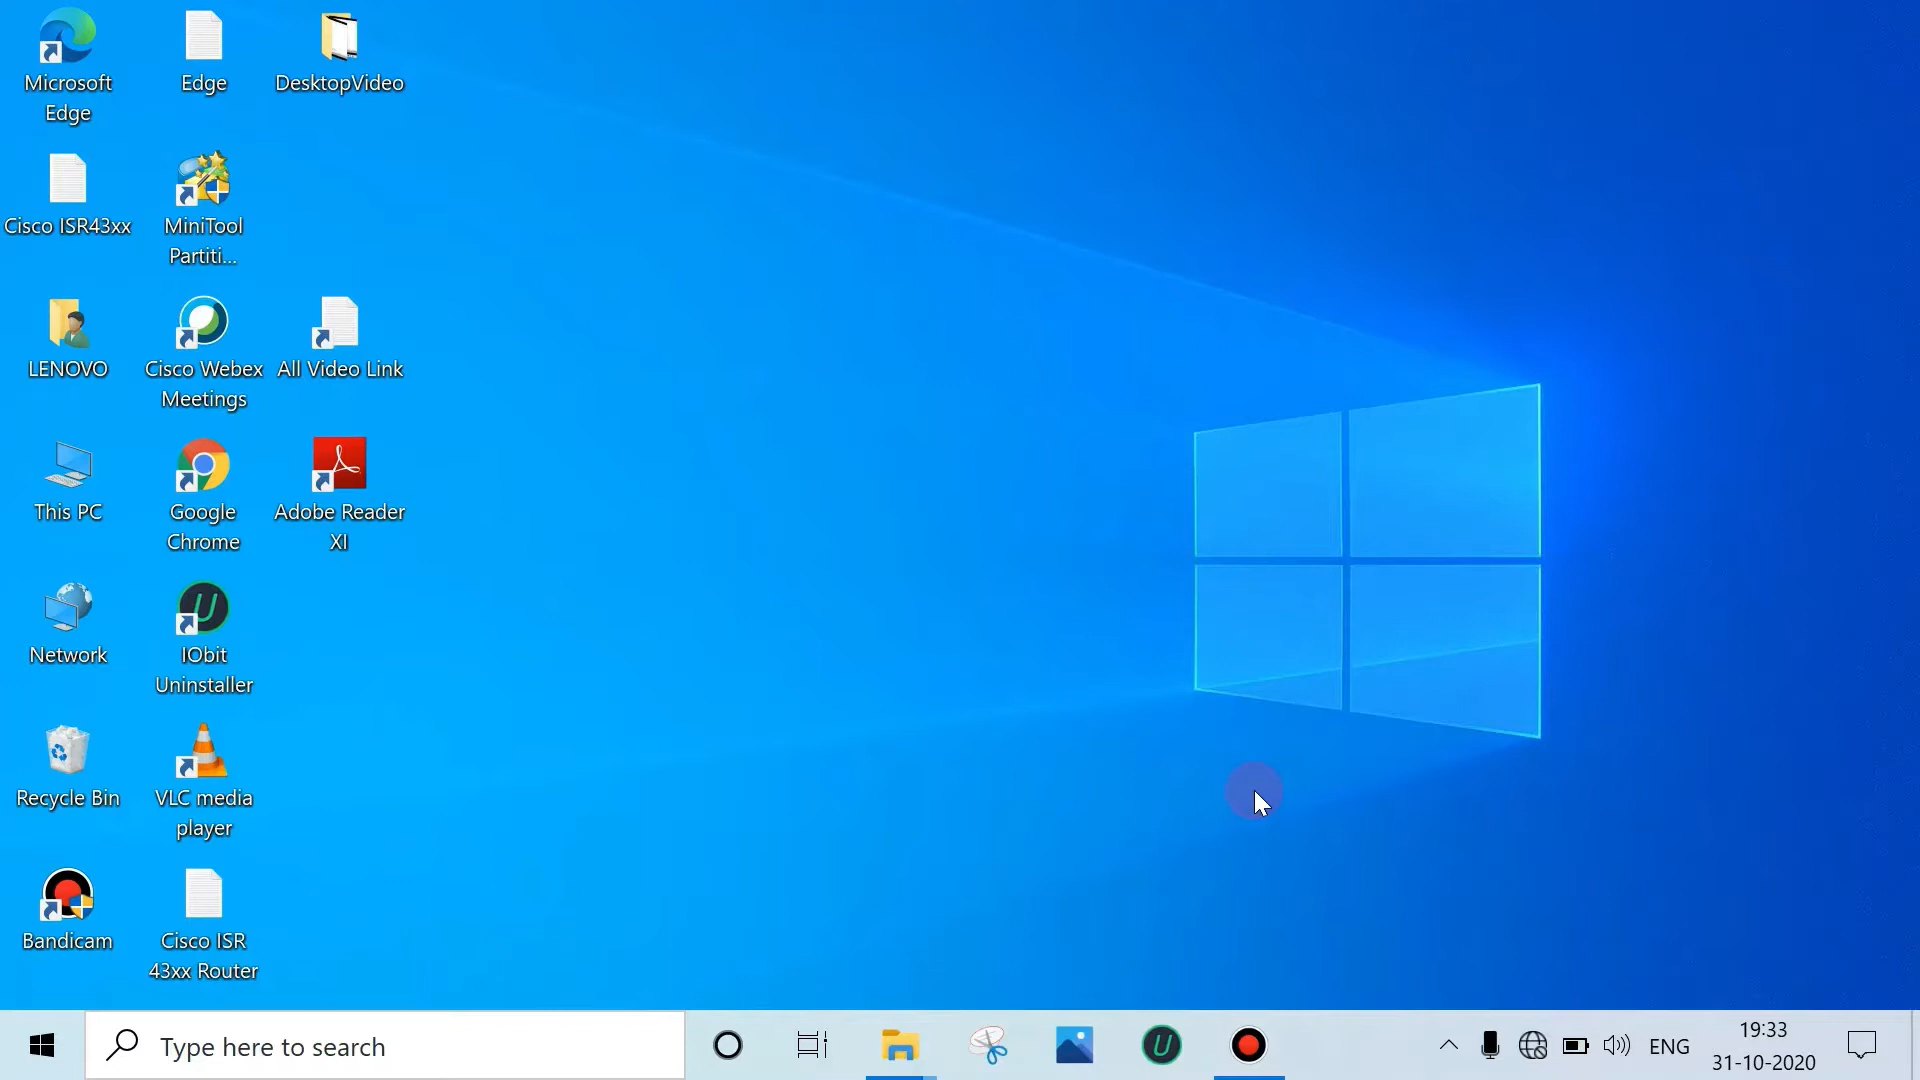 Microsoft
Edge
Edge
DesktopVideo
Cisco ISR43xx
MiniTool
Partiti...
LENOVO
Cisco Webex
Meetings
All Video Link
This PC
Google
Chrome
Adobe Reader
XI
Network
IObit
Uninstaller
Recycle Bin
VLC media
player
Bandicam
Cisco ISR
43xx Router
Type here to search
ENG
19:33
31-10-2020